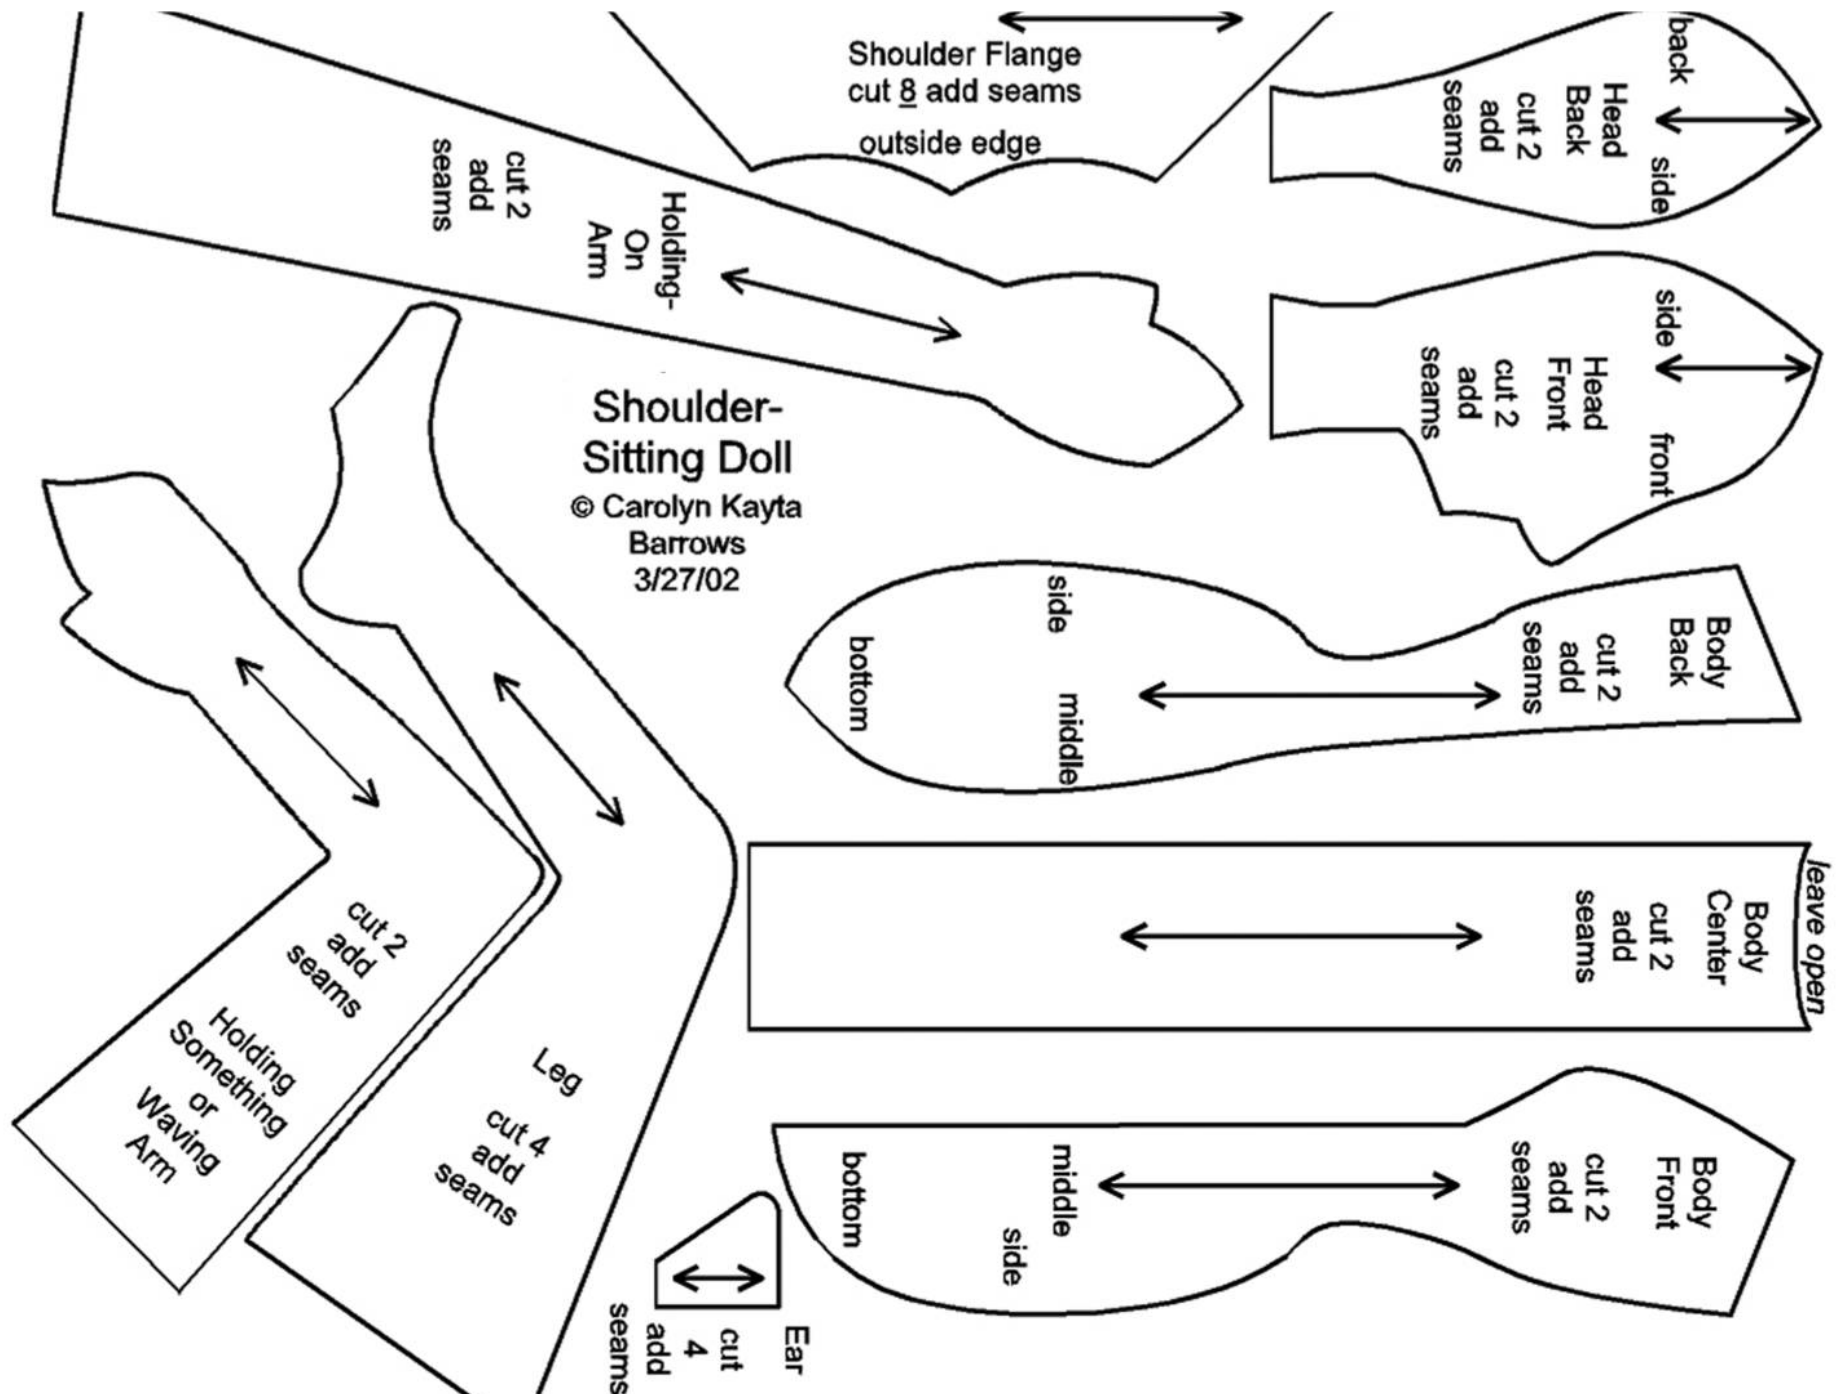 Shoulder Flange
cut 8 add seams
outside edge
back
side
Head
Back
cut 2
add
seams
Holding-
On
Arm
cut 2
add
seams
side
front
Head
Front
cut 2
add
seams
Shoulder-
Sitting Doll
© Carolyn Kayta
Barrows
3/27/02
side
middle
bottom
Body
Back
cut 2
add
seams
leave open
Body
Center
cut 2
add
seams
cut 2
add
seams
Holding
Something
or
Waving
Arm
Leg
cut 4
add
seams
Body
Front
cut 2
add
seams
middle
side
bottom
Ear
cut
4
add
seams